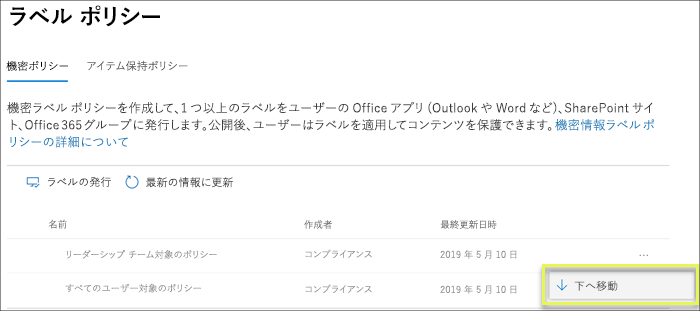 ラベル ポリシー
機密ポリシー アイテム保持ポリシー
機密ラベル ポリシーを作成して、1 つ以上のラベルをユーザーの Office アプリ (Outlook や Word など)、SharePoint サイ
ト、Office 365 グループに発行します。公開後、ユーザーはラベルを適用してコンテンツを保護できます。機密情報ラベル ポ
リシーの詳細について
ラベルの発行 最新の情報に更新
名前 作成者 最終更新日時
リーダーシップ チーム対象のポリシー コンプライアンス 2019 年 5 月 10 日 ...
すべてのユーザー対象のポリシー コンプライアンス 2019 年 5 月 10 日 下へ移動